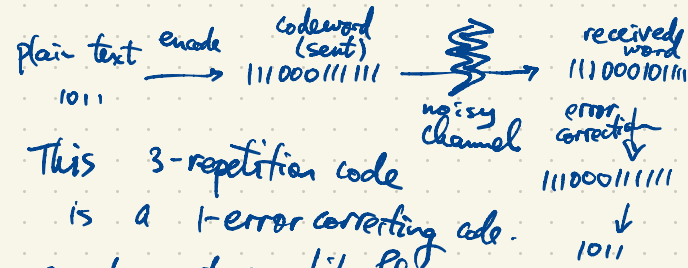 plain text
1011
encode
codeword
(sent)
111000111111
noisy
channel
received
word
111000101111
error
correction
111000111111
1011
This 3-repetition code
is a 1-error correcting code.